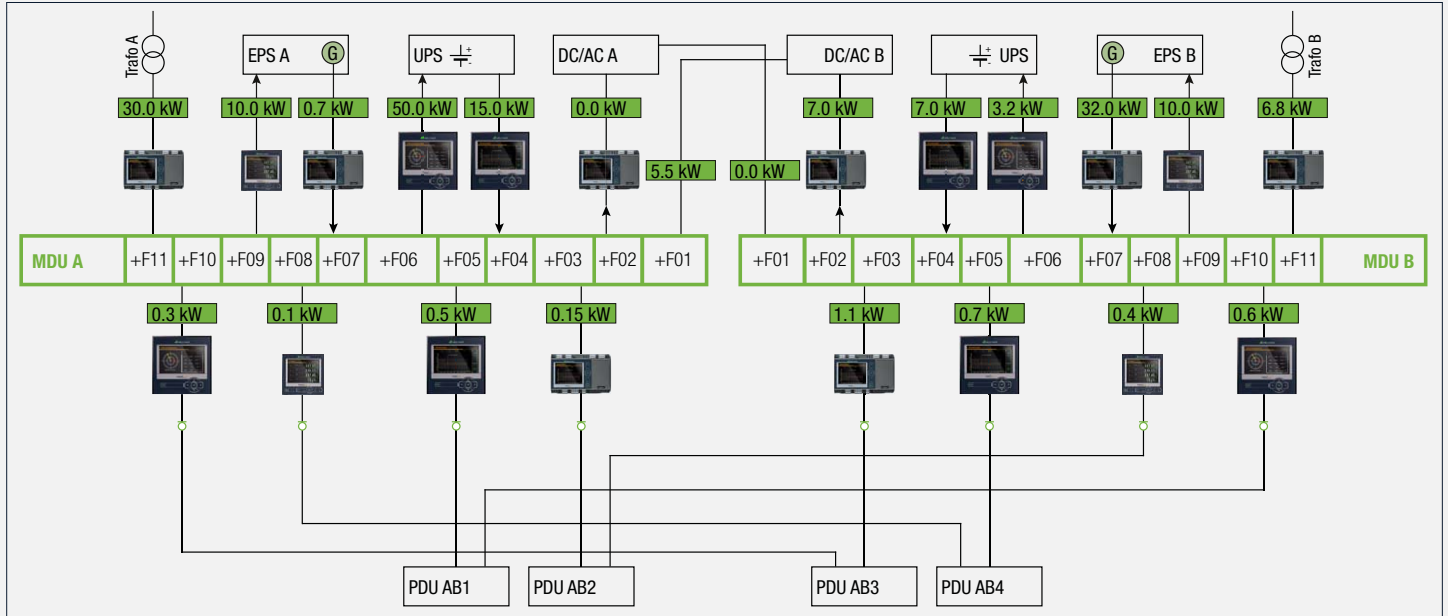 Trafo A
EPS A
G
UPS + -
DC/AC A
DC/AC B
+ - UPS
G
EPS B
Trafo B
30.0 kW
10.0 kW
0.7 kW
50.0 kW
15.0 kW
0.0 kW
7.0 kW
7.0 kW
3.2 kW
32.0 kW
10.0 kW
6.8 kW
5.5 kW
0.0 kW
MDU A
+F11
+F10
+F09
+F08
+F07
+F06
+F05
+F04
+F03
+F02
+F01
+F01
+F02
+F03
+F04
+F05
+F06
+F07
+F08
+F09
+F10
+F11
MDU B
0.3 kW
0.1 kW
0.5 kW
0.15 kW
1.1 kW
0.7 kW
0.4 kW
0.6 kW
PDU AB1
PDU AB2
PDU AB3
PDU AB4